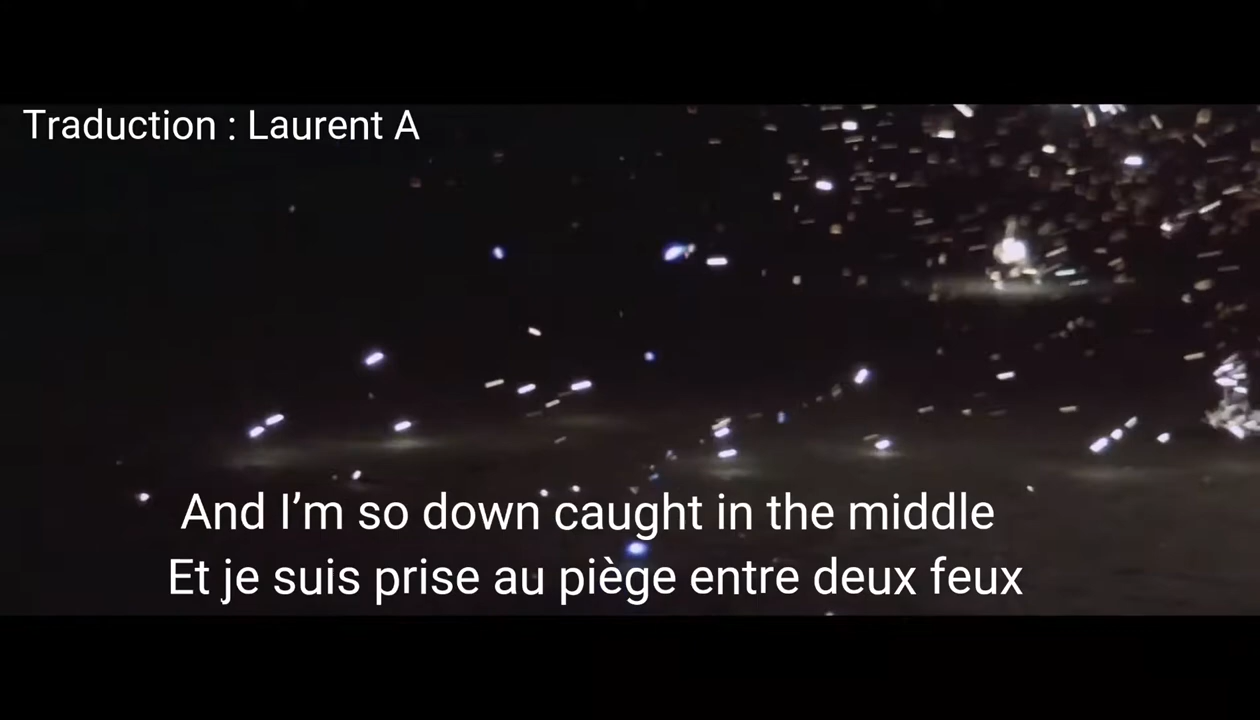 Traduction : Laurent A
And I’m so down caught in the middle
Et je suis prise au piège entre deux feux